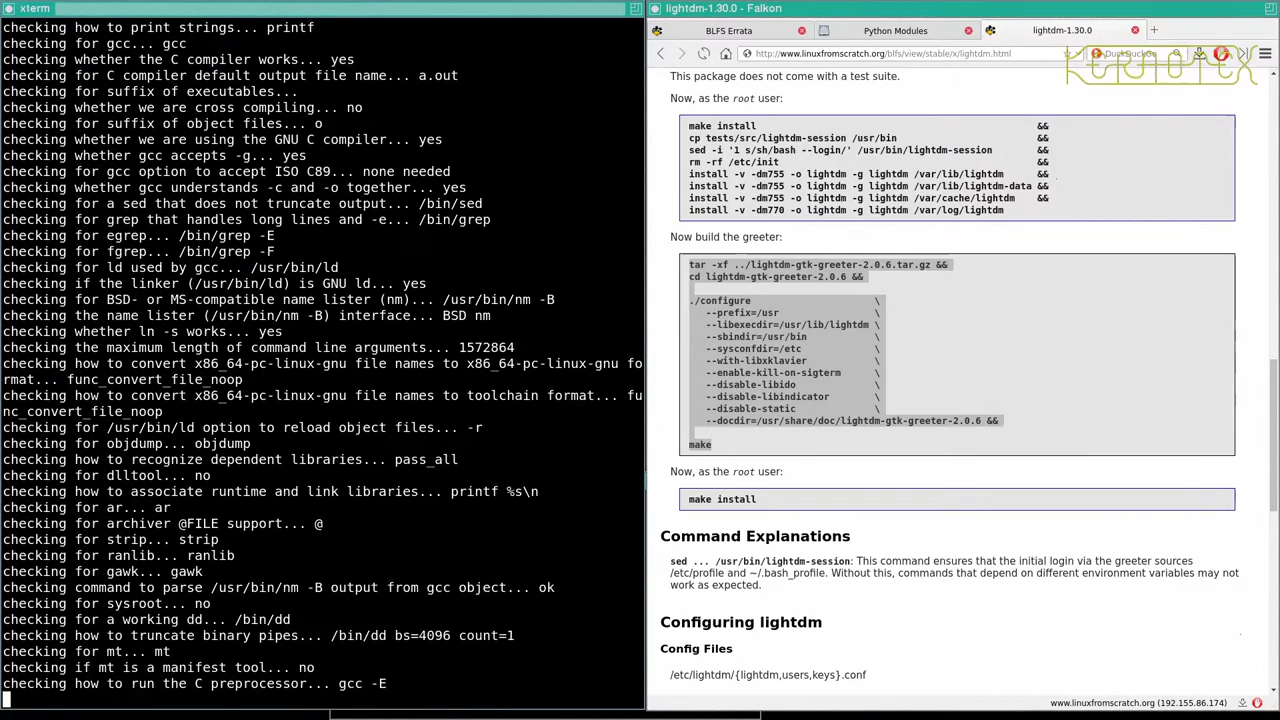 xterm
checking how to print strings... printf
checking for gcc... gcc
checking whether the C compiler works... yes
checking for C compiler default output file name... a.out
checking for suffix of executables...
checking whether we are cross compiling... no
checking for suffix of object files... o
checking whether we are using the GNU C compiler... yes
checking whether gcc accepts -g... yes
checking for gcc option to accept ISO C89... none needed
checking whether gcc understands -c and -o together... yes
checking for a sed that does not truncate output... /bin/sed
checking for grep that handles long lines and -e... /bin/grep
checking for egrep... /bin/grep -E
checking for fgrep... /bin/grep -F
checking for ld used by gcc... /usr/bin/ld
checking if the linker (/usr/bin/ld) is GNU ld... yes
checking for BSD- or MS-compatible name lister (nm)... /usr/bin/nm -B
checking the name lister (/usr/bin/nm -B) interface... BSD nm
checking whether ln -s works... yes
checking the maximum length of command line arguments... 1572864
checking how to convert x86_64-pc-linux-gnu file names to x86_64-pc-linux-gnu fo
rmat... func_convert_file_noop
checking how to convert x86_64-pc-linux-gnu file names to toolchain format... fu
nc_convert_file_noop
checking for /usr/bin/ld option to reload object files... -r
checking for objdump... objdump
checking how to recognize dependent libraries... pass_all
checking for dlltool... no
checking how to associate runtime and link libraries... printf %s\n
checking for ar... ar
checking for archiver @FILE support... @
checking for strip... strip
checking for ranlib... ranlib
checking for gawk... gawk
checking command to parse /usr/bin/nm -B output from gcc object... ok
checking for sysroot... no
checking for a working dd... /bin/dd
checking how to truncate binary pipes... /bin/dd bs=4096 count=1
checking for mt... mt
checking if mt is a manifest tool... no
checking how to run the C preprocessor... gcc -E
lightdm-1.30.0 - Falkon
BLFS Errata
Python Modules
lightdm-1.30.0
http://www.linuxfromscratch.org/blfs/view/stable/x/lightdm.html
DuckDuckGo
KERNOTEX
This package does not come with a test suite.
Now, as the root user:
make install &&
cp tests/src/lightdm-session /usr/bin &&
sed -i '1 s/sh/bash --login/' /usr/bin/lightdm-session &&
rm -rf /etc/init &&
install -v -dm755 -o lightdm -g lightdm /var/lib/lightdm &&
install -v -dm755 -o lightdm -g lightdm /var/lib/lightdm-data &&
install -v -dm755 -o lightdm -g lightdm /var/cache/lightdm &&
install -v -dm770 -o lightdm -g lightdm /var/log/lightdm
Now build the greeter:
tar -xf ../lightdm-gtk-greeter-2.0.6.tar.gz &&
cd lightdm-gtk-greeter-2.0.6 &&
./configure \
--prefix=/usr \
--libexecdir=/usr/lib/lightdm \
--sbindir=/usr/bin \
--sysconfdir=/etc \
--with-libxklavier \
--enable-kill-on-sigterm \
--disable-libido \
--disable-libindicator \
--disable-static \
--docdir=/usr/share/doc/lightdm-gtk-greeter-2.0.6 &&
make
Now, as the root user:
make install
Command Explanations
sed ... /usr/bin/lightdm-session: This command ensures that the initial login via the greeter sources
/etc/profile and ~/.bash_profile. Without this, commands that depend on different environment variables may not
work as expected.
Configuring lightdm
Config Files
/etc/lightdm/{lightdm,users,keys}.conf
www.linuxfromscratch.org (192.155.86.174)